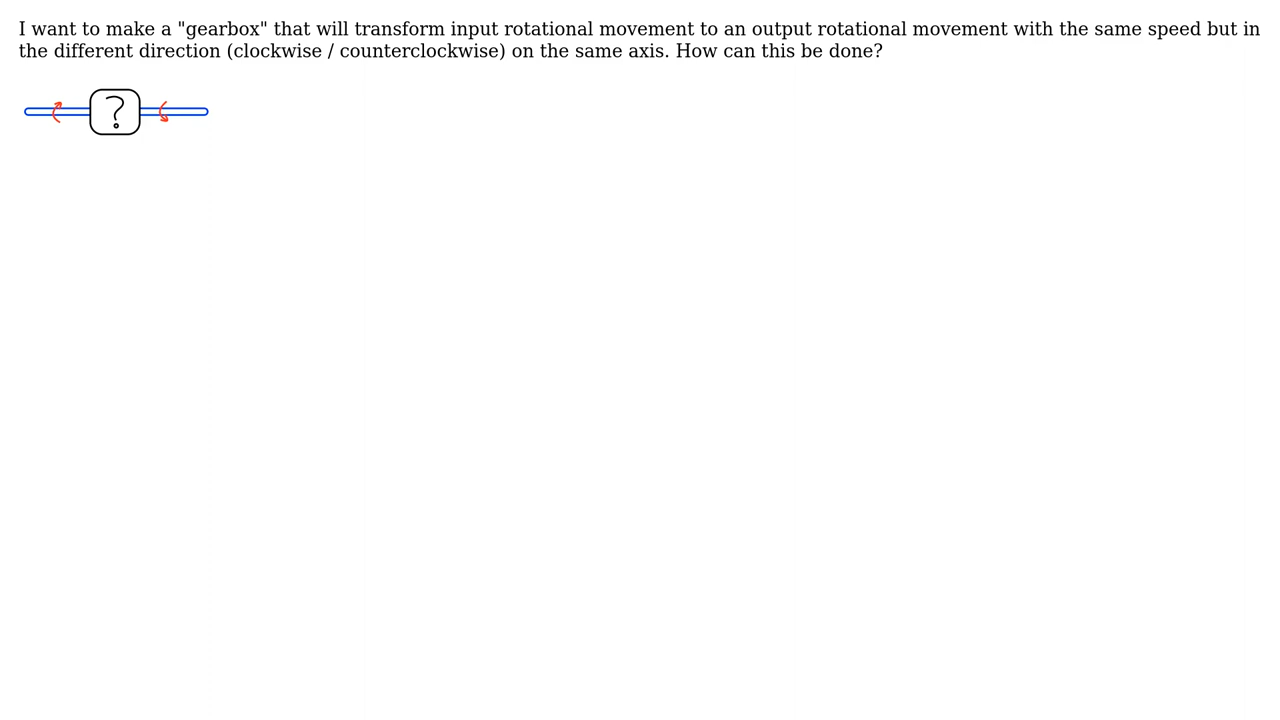 I want to make a "gearbox" that will transform input rotational movement to an output rotational movement with the same speed but in
the different direction (clockwise / counterclockwise) on the same axis. How can this be done?
?